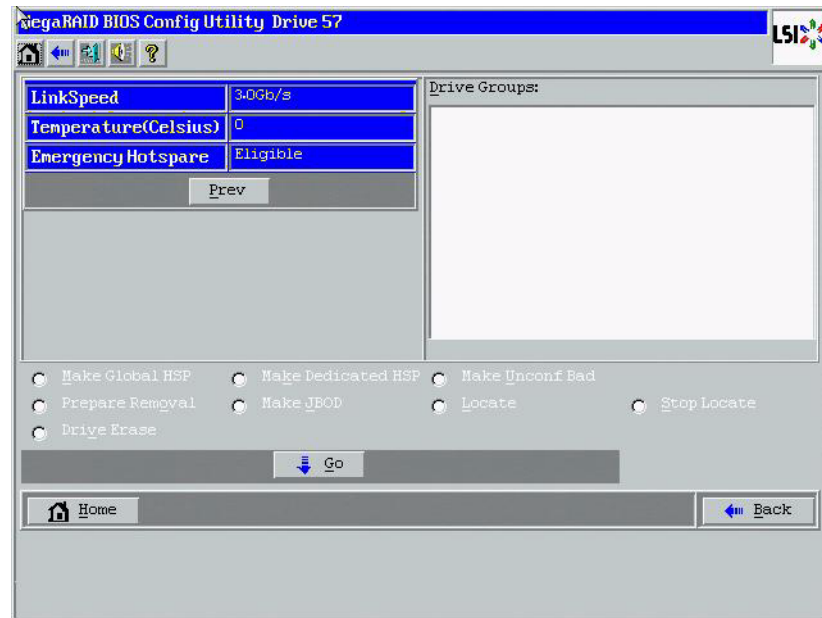 MegaRAID BIOS Config Utility Drive 57
LSI
?
LinkSpeed 3.0Gb/s
Temperature(Celsius) 0
Emergency Hotspare Eligible
Prev
Drive Groups:
Make Global HSP Make Dedicated HSP Make Unconf Bad
Prepare Removal Make JBOD Locate Stop Locate
Drive Erase
Go
Home Back